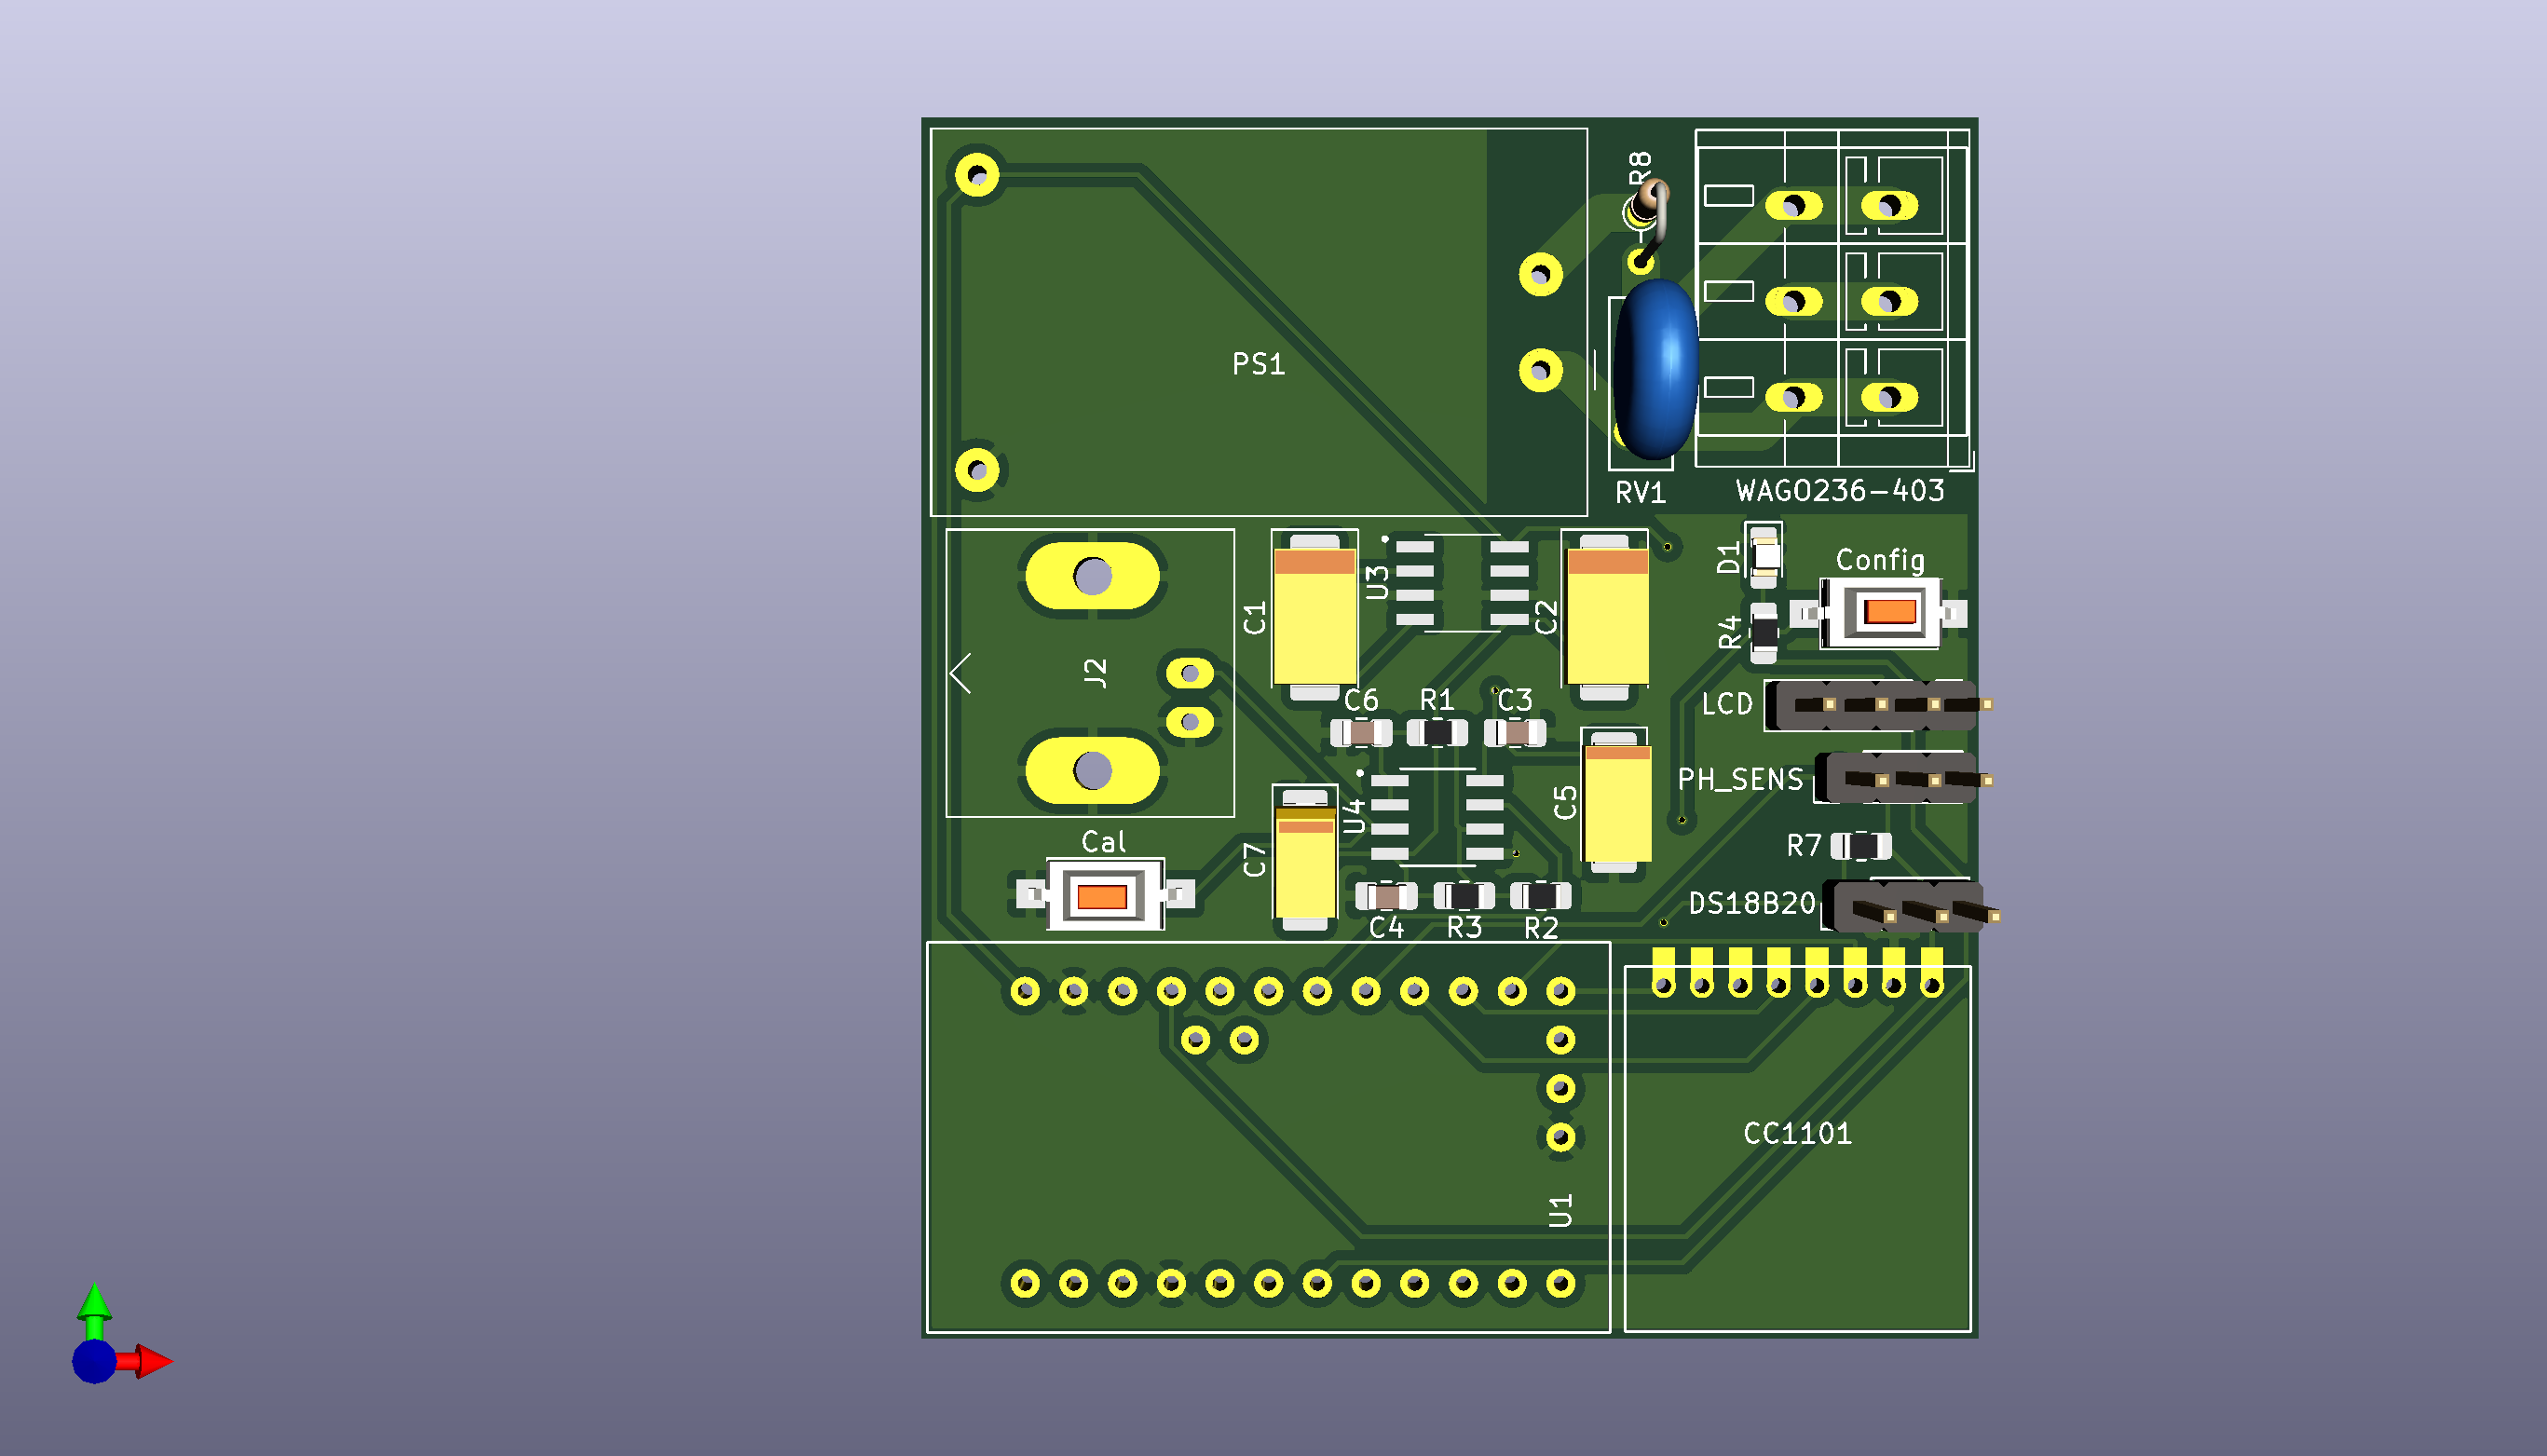 R8
PS1
RV1
WAGO236-403
D1
Config
U3
C1
C2
R4
J2
C6
R1
C3
LCD
PH_SENS
C5
U4
Cal
R7
C7
DS18B20
C4
R3
R2
CC1101
U1